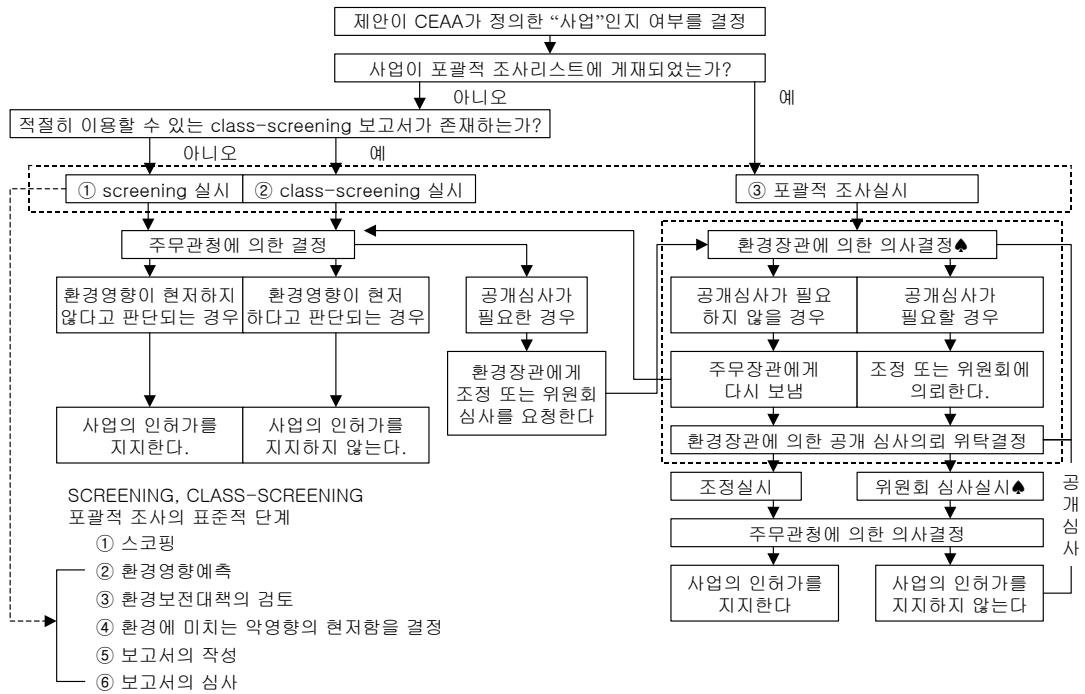 제안이 CEAA가 정의한 “사업”인지 여부를 결정
사업이 포괄적 조사리스트에 게재되었는가?
아니오
예
적절히 이용할 수 있는 class-screening 보고서가 존재하는가?
아니오
예
① screening 실시
② class-screening 실시
③ 포괄적 조사실시
주무관청에 의한 결정
환경장관에 의한 의사결정♠
환경영향이 현저하지
않다고 판단되는 경우
환경영향이 현저
하다고 판단되는 경우
공개심사가
필요한 경우
공개심사가 필요
하지 않을 경우
공개심사가
필요할 경우
환경장관에게
조정 또는 위원회
심사를 요청한다
주무장관에게
다시 보냄
조정 또는 위원회에
의뢰한다.
사업의 인허가를
지지한다.
사업의 인허가를
지지하지 않는다.
환경장관에 의한 공개 심사의뢰 위탁결정
조정실시
위원회 심사실시♠
공
개
심
사
주무관청에 의한 의사결정
사업의 인허가를
지지한다
사업의 인허가를
지지하지 않는다
SCREENING, CLASS-SCREENING
포괄적 조사의 표준적 단계
① 스코핑
② 환경영향예측
③ 환경보전대책의 검토
④ 환경에 미치는 악영향의 현저함을 결정
⑤ 보고서의 작성
⑥ 보고서의 심사